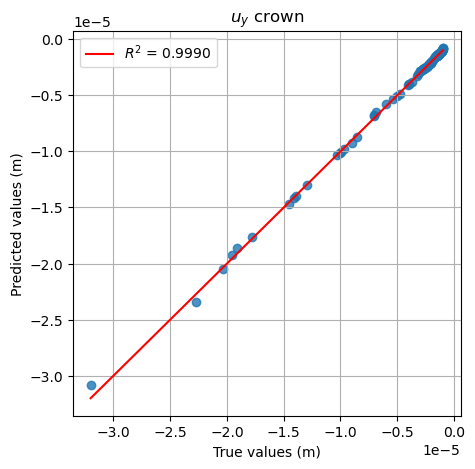 u_y crown
1e−5
R² = 0.9990
0.0
−0.5
−1.0
−1.5
−2.0
−2.5
−3.0
Predicted values (m)
−3.0 −2.5 −2.0 −1.5 −1.0 −0.5 0.0
True values (m)
1e−5